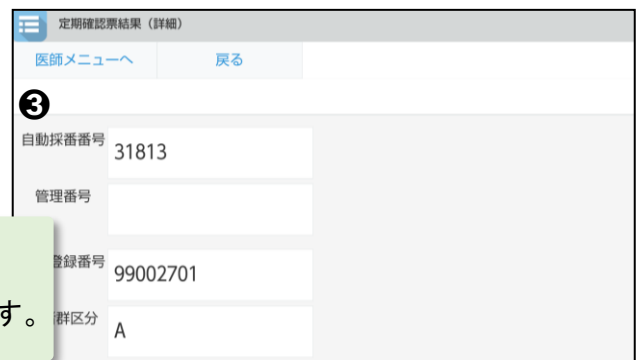 定期確認票結果（詳細）
医師メニューへ 戻る
❸
自動採番番号 31813
管理番号
登録番号 99002701
す。
群区分 A